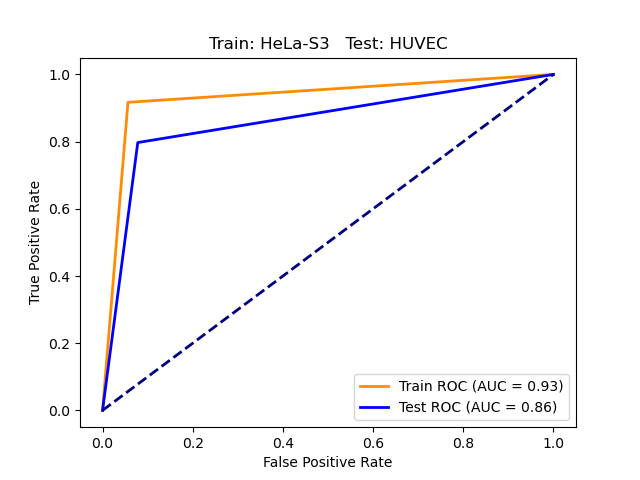 Train: HeLa-S3   Test: HUVEC
True Positive Rate
1.0
0.8
0.6
0.4
0.2
0.0
Train ROC (AUC = 0.93)
Test ROC (AUC = 0.86)
0.0 0.2 0.4 0.6 0.8 1.0
False Positive Rate